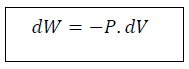 dW = −P. dV